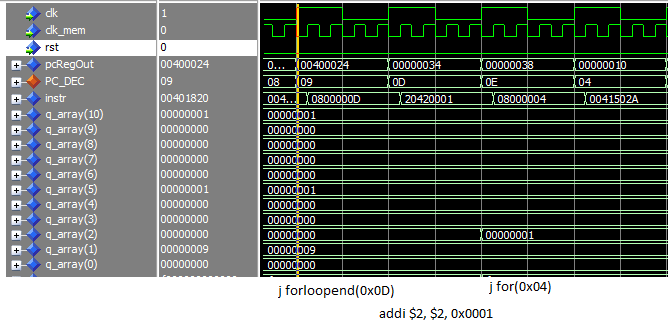 clk 1
clk_mem 0
rst 0
pcRegOut 00400024 0... 00400024 00000034 00000038 00000010
PC_DEC 09 08 09 0D 0E 04
instr 00401820 004... 0800000D 20420001 08000004 0041502A
q_array(10) 00000001 00000001
q_array(9) 00000000 00000000
q_array(8) 00000000 00000000
q_array(7) 00000000 00000000
q_array(6) 00000000 00000000
q_array(5) 00000001 00000001
q_array(4) 00000000 00000000
q_array(3) 00000000 00000000
q_array(2) 00000000 00000000 00000001
q_array(1) 00000009 00000009
q_array(0) 00000000 00000000
j forloopend(0x0D) j for(0x04)
addi $2, $2, 0x0001